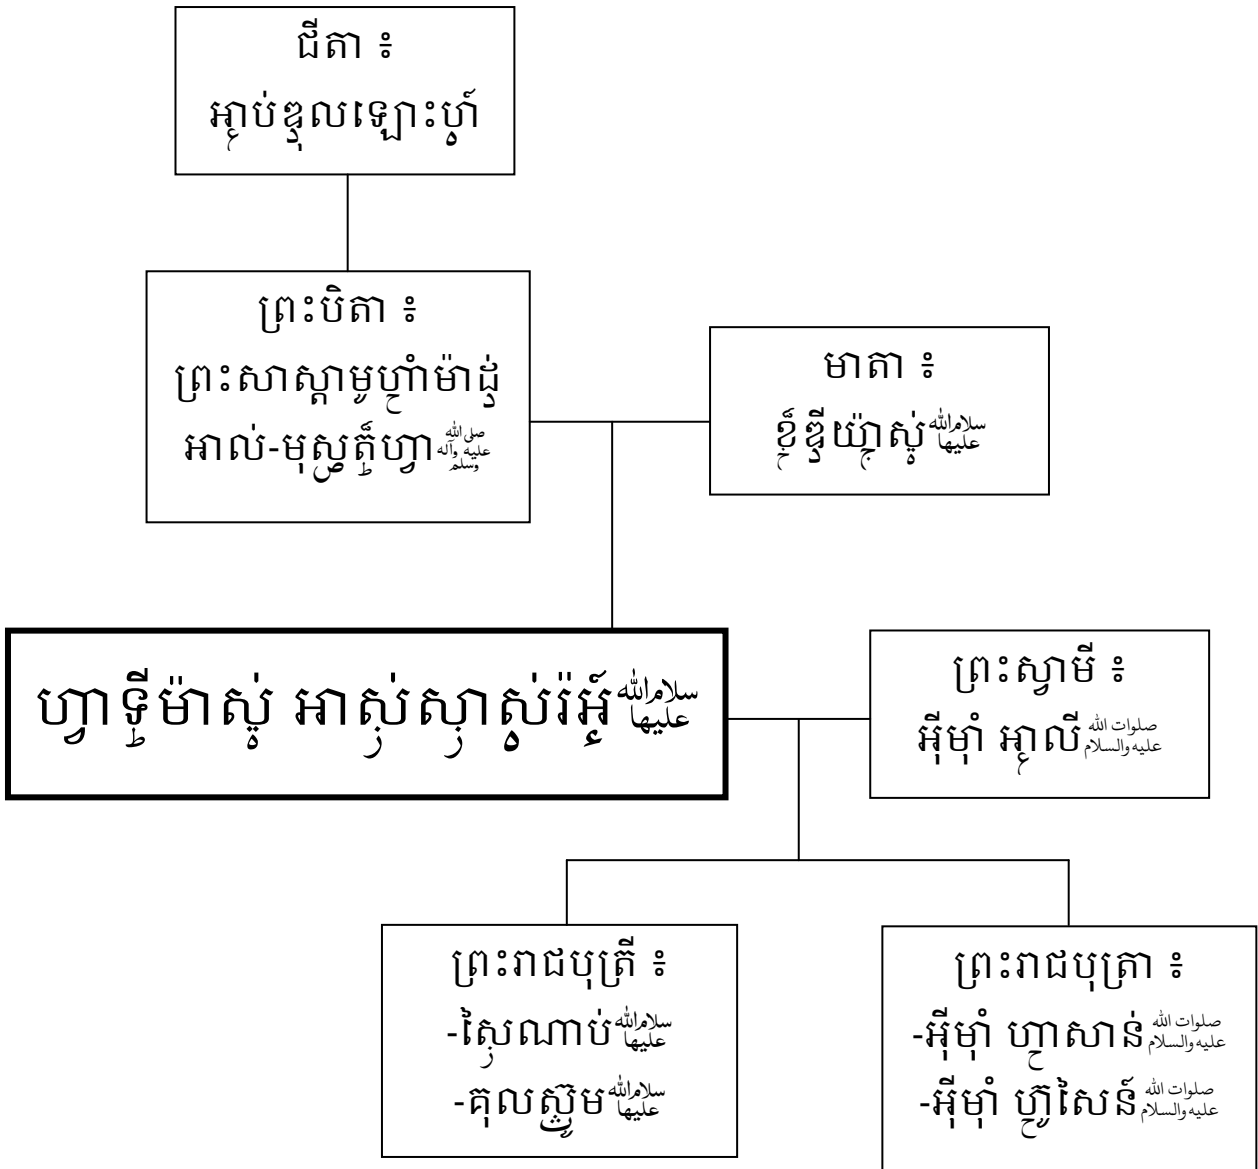 ជីតា ៖
អាប់ឌុលឡោះហ៍
ព្រះបិតា ៖
ព្រះសាស្តាមូហាំម៉ាដ់
អាល់-មុស្តត៏ហ្វា صلى الله عليه وآله وسلم
មាតា ៖
ខ៏ឌីយ៉ាស់ سلام الله عليها
ហ្វាទីម៉ាស់ អាស់សាស់រ៉អ៍ سلام الله عليها
ព្រះស្វាមី ៖
អ៊ីមុាំ អាលី صلوات الله عليه والسلام
ព្រះរាជបុត្រី ៖
-សៃណាប់ سلام الله عليها
-គុលស៊ូម سلام الله عليها
ព្រះរាជបុត្រា ៖
-អ៊ីមុាំ ហាសាន់ صلوات الله عليه والسلام
-អ៊ីមុាំ ហ៊ូសៃន៍ صلوات الله عليه والسلام